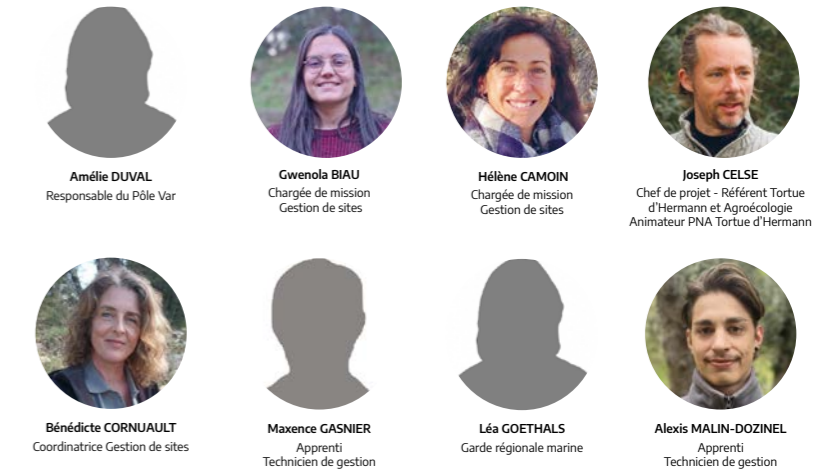 Amélie DUVAL
Responsable du Pôle Var
Gwenola BIAU
Chargée de mission
Gestion de sites
Hélène CAMOIN
Chargée de mission
Gestion de sites
Joseph CELSE
Chef de projet - Référent Tortue
d'Hermann et Agroécologie
Animateur PNA Tortue d'Hermann
Bénédicte CORNUAULT
Coordinatrice Gestion de sites
Maxence GASNIER
Apprenti
Technicien de gestion
Léa GOETHALS
Garde régionale marine
Alexis MALIN-DOZINEL
Apprenti
Technicien de gestion